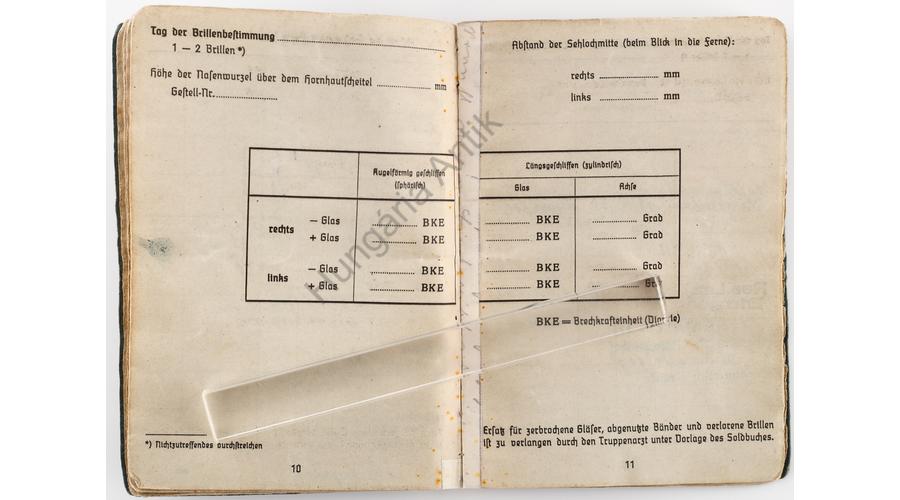 Tag der Brillenbestimmung
1 — 2 Brillen *)
Höhe der Nasenwurzel über dem Hornhautscheitel mm
Gestell-Nr.
Kugelförmig geschliffen
(sphärisch)
rechts
— Glas BKE
+ Glas BKE
links
— Glas BKE
+ Glas BKE
*) Nichtzutreffendes durchstreichen
10
Abstand der Sehlochmitte (beim Blick in die Ferne):
rechts mm
links mm
Längsgeschliffen (zylindrisch)
Glas Achse
BKE Grad
BKE Grad
BKE Grad
BKE Grad
BKE = Brechkrafteinheit (Dioptrie)
Ersatz für zerbrochene Gläser, abgenutzte Bänder und verlorene Brillen
ist zu verlangen durch den Truppenarzt unter Vorlage des Soldbuches.
11
Hungária Antik